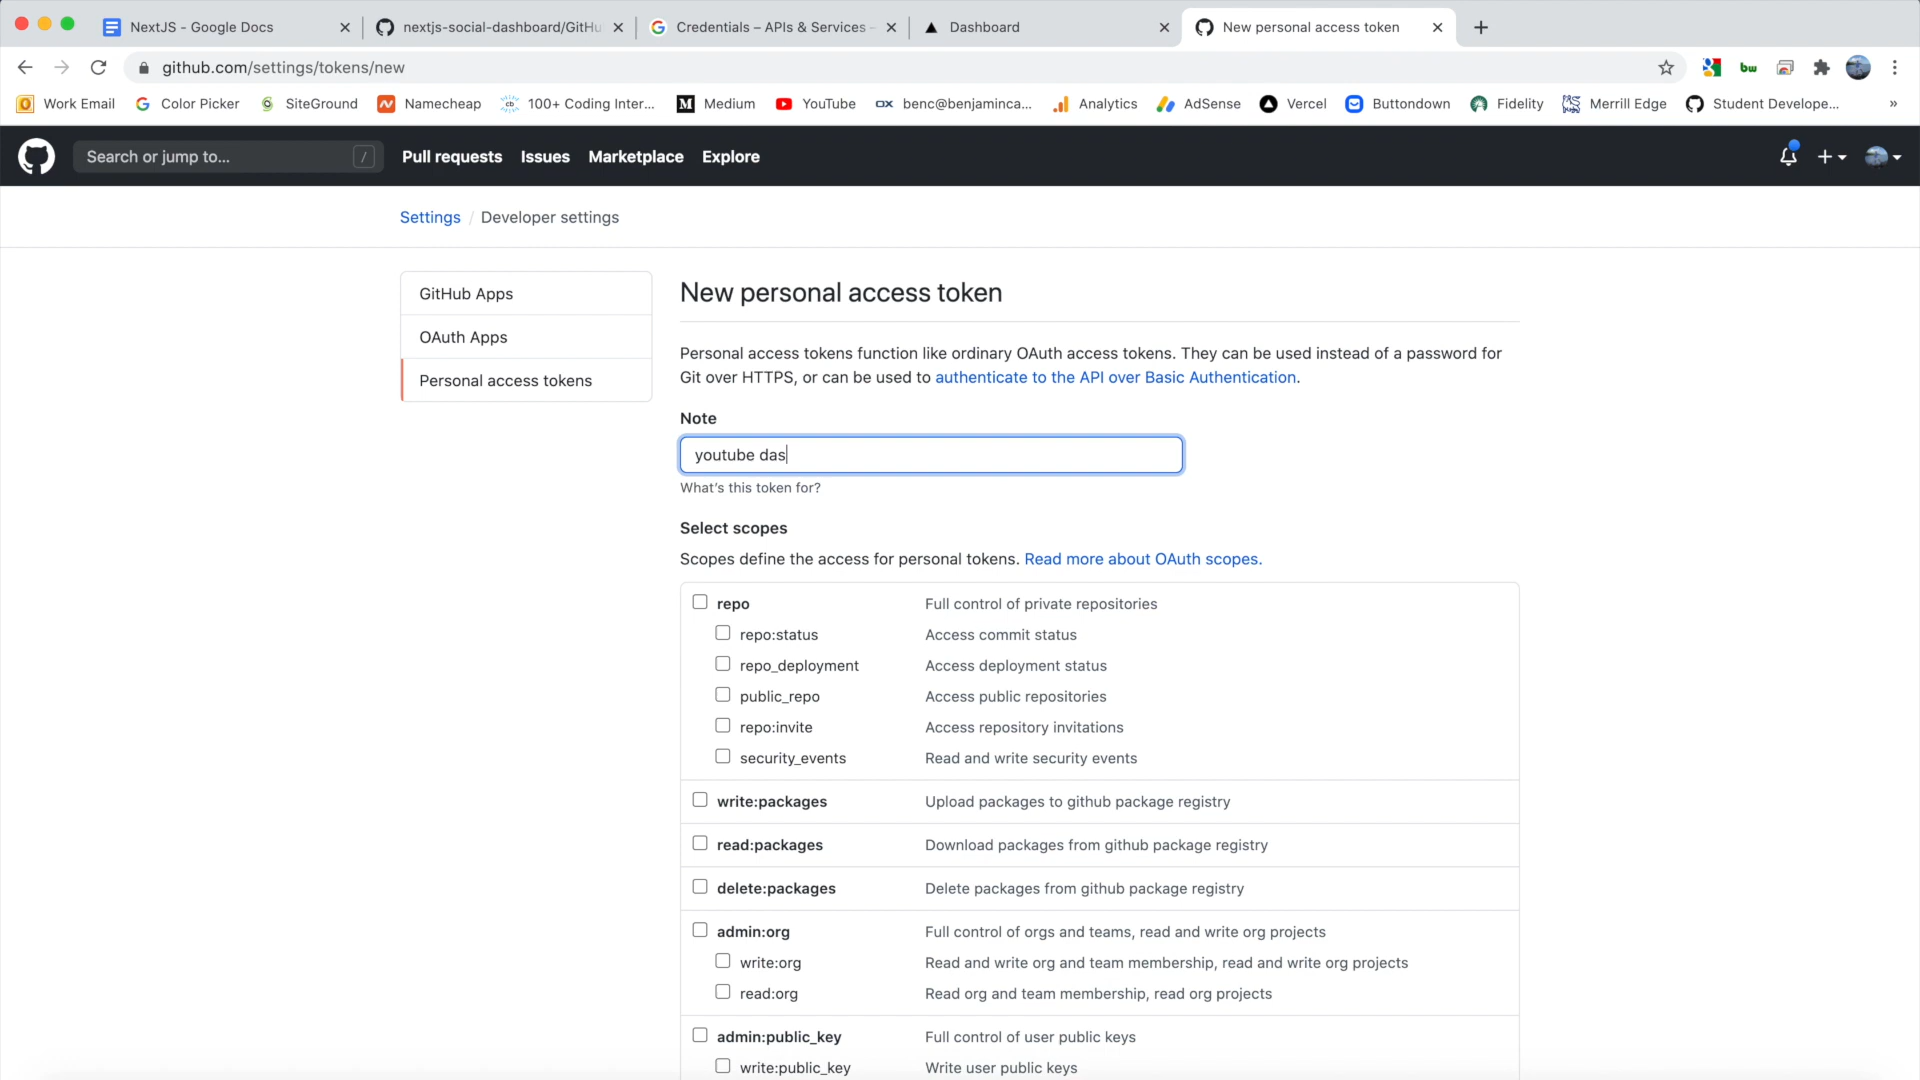 NextJS - Google Docs
nextjs-social-dashboard/GitHu
Credentials – APIs & Services –
Dashboard
New personal access token
github.com/settings/tokens/new
bw
Work Email
Color Picker
SiteGround
Namecheap
100+ Coding Inter...
Medium
YouTube
benc@benjaminca...
Analytics
AdSense
Vercel
Buttondown
Fidelity
Merrill Edge
Student Develope...
»
Search or jump to...
/
Pull requests
Issues
Marketplace
Explore
Settings / Developer settings
GitHub Apps
OAuth Apps
Personal access tokens
New personal access token
Personal access tokens function like ordinary OAuth access tokens. They can be used instead of a password for
Git over HTTPS, or can be used to authenticate to the API over Basic Authentication.
Note
youtube das
What's this token for?
Select scopes
Scopes define the access for personal tokens. Read more about OAuth scopes.
repo Full control of private repositories
repo:status Access commit status
repo_deployment Access deployment status
public_repo Access public repositories
repo:invite Access repository invitations
security_events Read and write security events
write:packages Upload packages to github package registry
read:packages Download packages from github package registry
delete:packages Delete packages from github package registry
admin:org Full control of orgs and teams, read and write org projects
write:org Read and write org and team membership, read and write org projects
read:org Read org and team membership, read org projects
admin:public_key Full control of user public keys
write:public_key Write user public keys